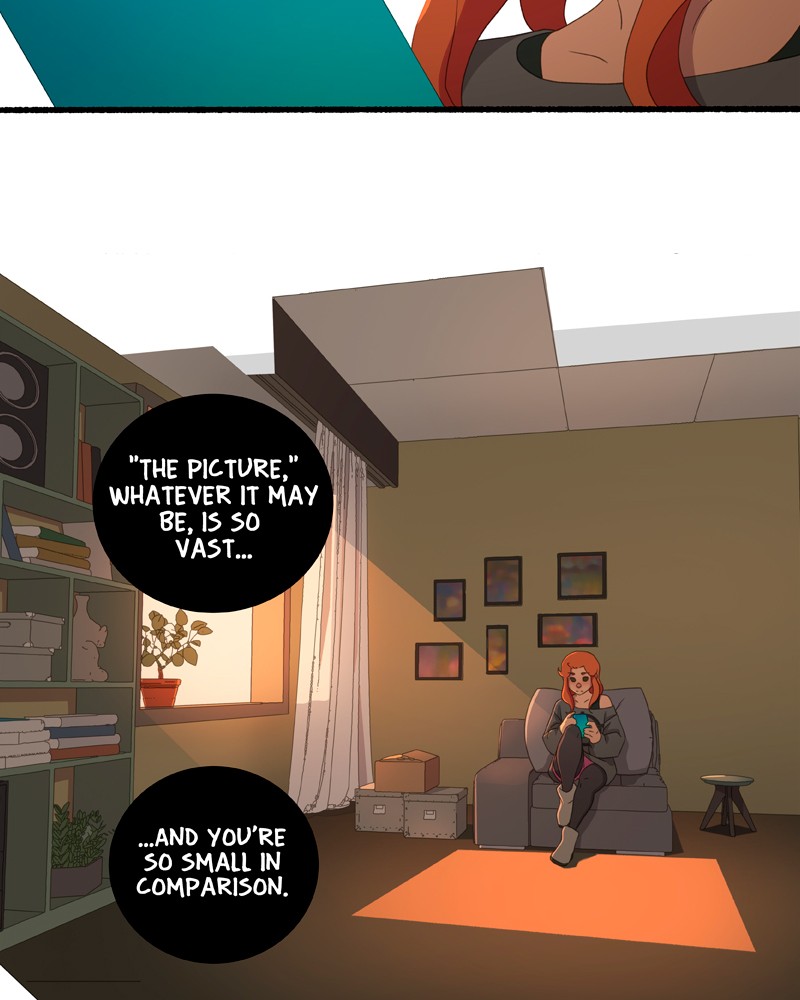 "THE PICTURE,"
WHATEVER IT MAY
BE, IS SO
VAST...
...AND YOU'RE
SO SMALL IN
COMPARISON.